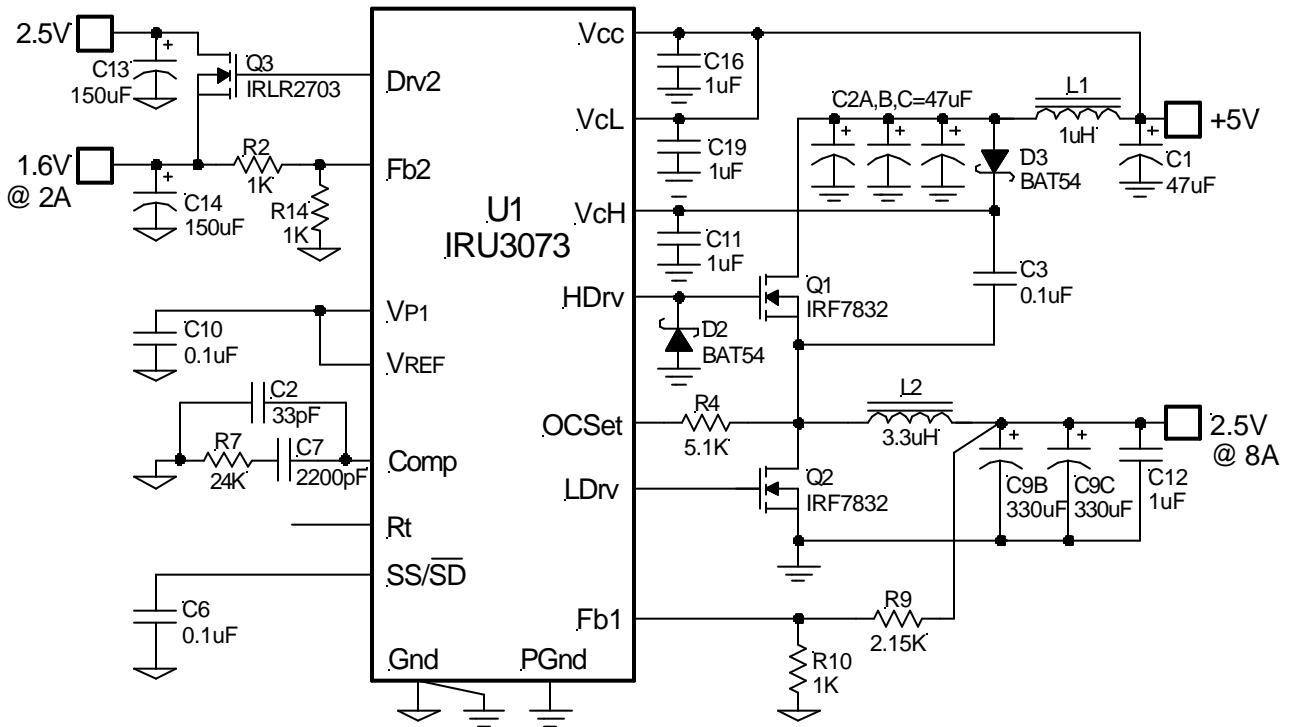 2.5V
C13
150uF
Q3
IRLR2703
1.6V
@ 2A
C14
150uF
R2
1K
R14
1K
C10
0.1uF
C2
33pF
R7
24K
C7
2200pF
C6
0.1uF
U1
IRU3073
Drv2
Fb2
VP1
VREF
Comp
Rt
SS/SD
Gnd
PGnd
Vcc
VcL
VcH
HDrv
OCSet
LDrv
Fb1
C16
1uF
C19
1uF
C11
1uF
C2A,B,C=47uF
L1
1uH
+5V
C1
47uF
D3
BAT54
C3
0.1uF
Q1
IRF7832
D2
BAT54
R4
5.1K
L2
3.3uH
2.5V
@ 8A
Q2
IRF7832
C9B
330uF
C9C
330uF
C12
1uF
R9
2.15K
R10
1K
+
+
+
+
+
+
+
+